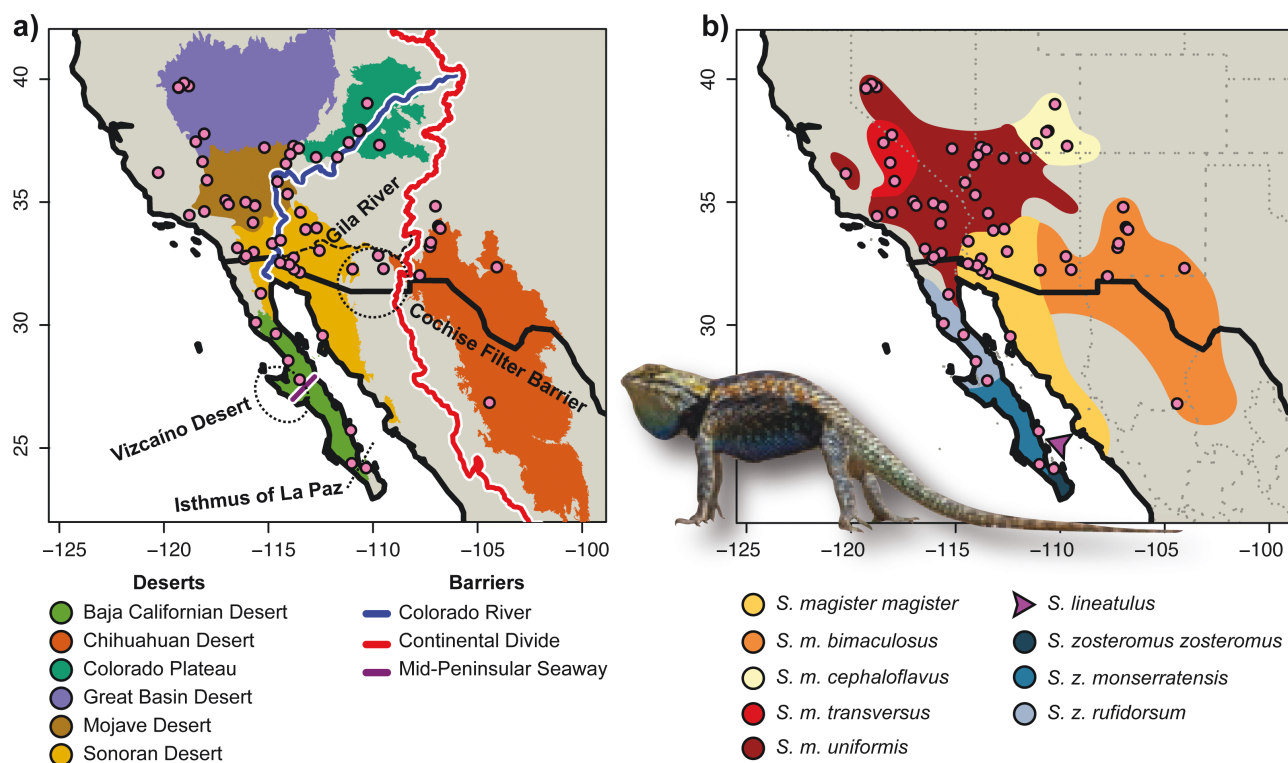 a)
40
35
30
25
−125
−120
−115
−110
−105
−100
Gila River
Cochise Filter Barrier
Vizcaíno Desert
Isthmus of La Paz
Deserts
Baja Californian Desert
Chihuahuan Desert
Colorado Plateau
Great Basin Desert
Mojave Desert
Sonoran Desert
Barriers
Colorado River
Continental Divide
Mid-Peninsular Seaway
b)
40
35
30
25
−125
−120
−115
−110
−105
−100
S. magister magister
S. m. bimaculosus
S. m. cephaloflavus
S. m. transversus
S. m. uniformis
S. lineatulus
S. zosteromus zosteromus
S. z. monserratensis
S. z. rufidorsum